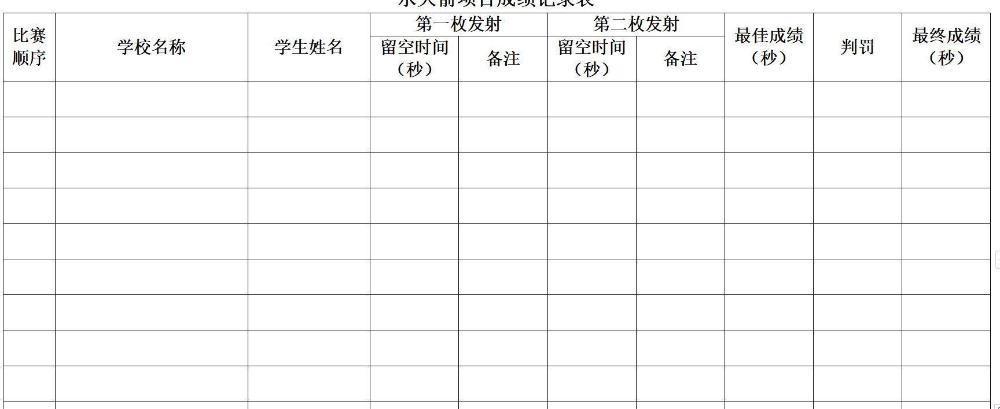 水火箭项目成绩记录表
第一枚发射
第二枚发射
比赛
顺序
学校名称
学生姓名
留空时间
（秒）
备注
留空时间
（秒）
备注
最佳成绩
（秒）
判罚
最终成绩
（秒）